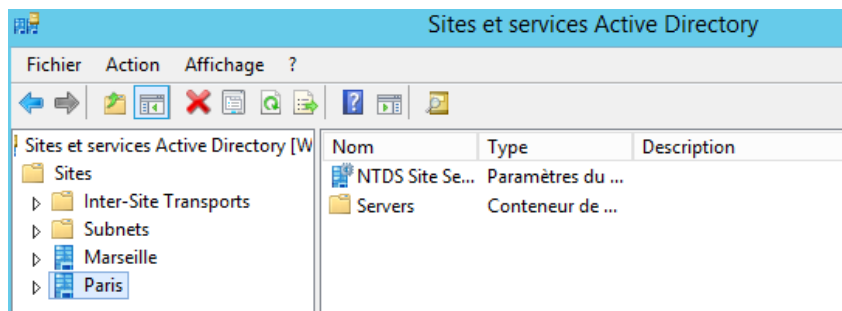 Sites et services Active Directory
Fichier Action Affichage ?
Sites et services Active Directory [W
Sites
Inter-Site Transports
Subnets
Marseille
Paris
Nom Type Description
NTDS Site Se... Paramètres du ...
Servers Conteneur de ...